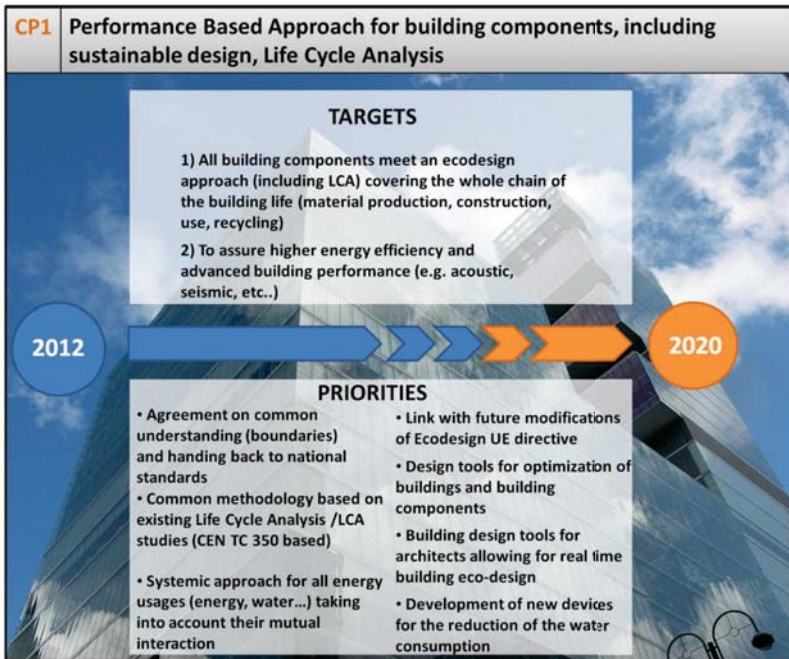 CP1
Performance Based Approach for building components, including
sustainable design, Life Cycle Analysis
TARGETS
1) All building components meet an ecodesign
approach (including LCA) covering the whole chain of
the building life (material production, construction,
use, recycling)
2) To assure higher energy efficiency and
advanced building performance (e.g. acoustic,
seismic, etc..)
2012
2020
PRIORITIES
• Agreement on common
understanding (boundaries)
and handing back to national
standards
• Common methodology based on
existing Life Cycle Analysis /LCA
studies (CEN TC 350 based)
• Systemic approach for all energy
usages (energy, water...) taking
into account their mutual
interaction
• Link with future modifications
of Ecodesign UE directive
• Design tools for optimization of
buildings and building
components
• Building design tools for
architects allowing for real time
building eco-design
• Development of new devices
for the reduction of the water
consumption